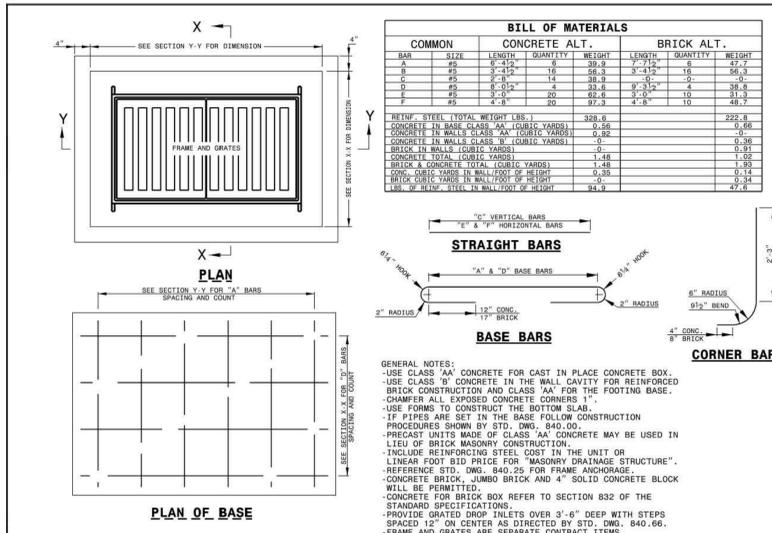 X
4"
SEE SECTION Y-Y FOR DIMENSION
4"
Y
Y
FRAME AND GRATES
SEE SECTION X-X FOR DIMENSION
X
PLAN
SEE SECTION Y-Y FOR "A" BARS
SPACING AND COUNT
SEE SECTION X-X FOR "D" BARS
SPACING AND COUNT
PLAN OF BASE
BILL OF MATERIALS
COMMON CONCRETE ALT. BRICK ALT.
BAR SIZE LENGTH QUANTITY WEIGHT LENGTH QUANTITY WEIGHT
A #5 6'-4½" 6 39.9 7'-7½" 6 47.7
B #5 3'-4½" 16 56.3 3'-4½" 16 56.3
C #5 2'-8" 14 38.9 -0- -0- -0-
D #5 8'-0½" 4 33.6 9'-3½" 4 38.8
E #5 3'-0" 20 62.6 3'-0" 10 31.3
F #5 4'-8" 20 97.3 4'-8" 10 48.7
REINF. STEEL (TOTAL WEIGHT LBS.) 328.6 222.8
CONCRETE IN BASE CLASS 'AA' (CUBIC YARDS) 0.56 0.66
CONCRETE IN WALLS CLASS 'AA' (CUBIC YARDS) 0.92 -0-
CONCRETE IN WALLS CLASS 'B' (CUBIC YARDS) -0- 0.36
BRICK IN WALLS (CUBIC YARDS) -0- 0.91
CONCRETE TOTAL (CUBIC YARDS) 1.48 1.02
BRICK & CONCRETE TOTAL (CUBIC YARDS) 1.48 1.93
CONC. CUBIC YARDS IN WALL/FOOT OF HEIGHT 0.35 0.14
BRICK CUBIC YARDS IN WALL/FOOT OF HEIGHT -0- 0.34
LBS. OF REINF. STEEL IN WALL/FOOT OF HEIGHT 94.9 47.6
"C" VERTICAL BARS
"E" & "F" HORIZONTAL BARS
STRAIGHT BARS
6¼" HOOK
"A" & "D" BASE BARS
6¼" HOOK
2" RADIUS
12" CONC.
17" BRICK
2" RADIUS
BASE BARS
2'-3"
6" RADIUS
9½" BEND
4" CONC.
8" BRICK
CORNER BAR
GENERAL NOTES:
-USE CLASS 'AA' CONCRETE FOR CAST IN PLACE CONCRETE BOX.
-USE CLASS 'B' CONCRETE IN THE WALL CAVITY FOR REINFORCED
BRICK CONSTRUCTION AND CLASS 'AA' FOR THE FOOTING BASE.
-CHAMFER ALL EXPOSED CONCRETE CORNERS 1".
-USE FORMS TO CONSTRUCT THE BOTTOM SLAB.
-IF PIPES ARE SET IN THE BASE FOLLOW CONSTRUCTION
PROCEDURES SHOWN BY STD. DWG. 840.00.
-PRECAST UNITS MADE OF CLASS 'AA' CONCRETE MAY BE USED IN
LIEU OF BRICK MASONRY CONSTRUCTION.
-INCLUDE REINFORCING STEEL COST IN THE UNIT OR
LINEAR FOOT BID PRICE FOR "MASONRY DRAINAGE STRUCTURE".
-REFERENCE STD. DWG. 840.25 FOR FRAME ANCHORAGE.
-CONCRETE BRICK, JUMBO BRICK AND 4" SOLID CONCRETE BLOCK
WILL BE PERMITTED.
-CONCRETE FOR BRICK BOX REFER TO SECTION 832 OF THE
STANDARD SPECIFICATIONS.
-PROVIDE GRATED DROP INLETS OVER 3'-6" DEEP WITH STEPS
SPACED 12" ON CENTER AS DIRECTED BY STD. DWG. 840.66.
-FRAME AND GRATES ARE SEPARATE CONTRACT ITEMS